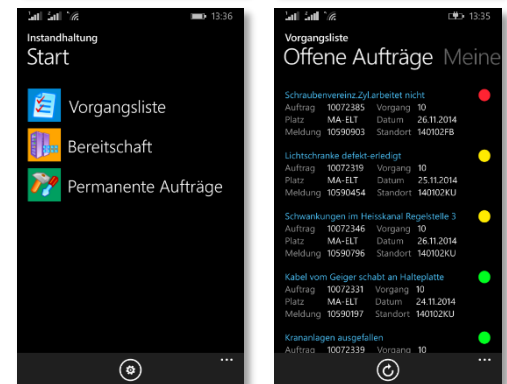 13:36
Instandhaltung
Start
Vorgangsliste
Bereitschaft
Permanente Aufträge
13:35
Vorgangsliste
Offene Aufträge Meine
Schraubenvereinz.Zyl.arbeitet nicht
Auftrag 10072385 Vorgang 10
Platz MA-ELT Datum 26.11.2014
Meldung 10590903 Standort 140102FB
Lichtschranke defekt-erledigt
Auftrag 10072319 Vorgang 10
Platz MA-ELT Datum 25.11.2014
Meldung 10590454 Standort 140102KU
Schwankungen im Heisskanal Regelstelle 3
Auftrag 10072346 Vorgang 10
Platz MA-ELT Datum 26.11.2014
Meldung 10590796 Standort 140102KU
Kabel vom Geiger schabt an Halteplatte
Auftrag 10072331 Vorgang 10
Platz MA-ELT Datum 24.11.2014
Meldung 10590197 Standort 140102KU
Krananlagen ausgefallen
Auftrag 10072339 Vorgang 10